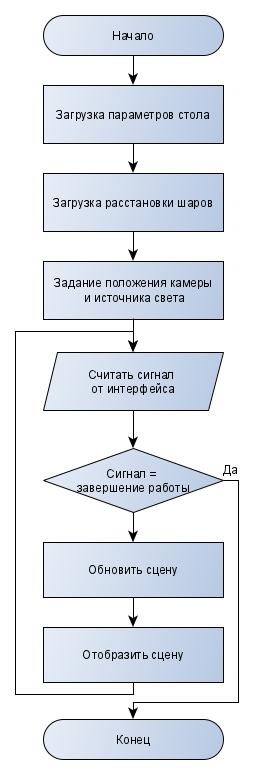 Начало
Загрузка параметров стола
Загрузка расстановки шаров
Задание положения камеры
и источника света
Считать сигнал
от интерфейса
Сигнал =
завершение работы
Да
Обновить сцену
Отобразить сцену
Конец